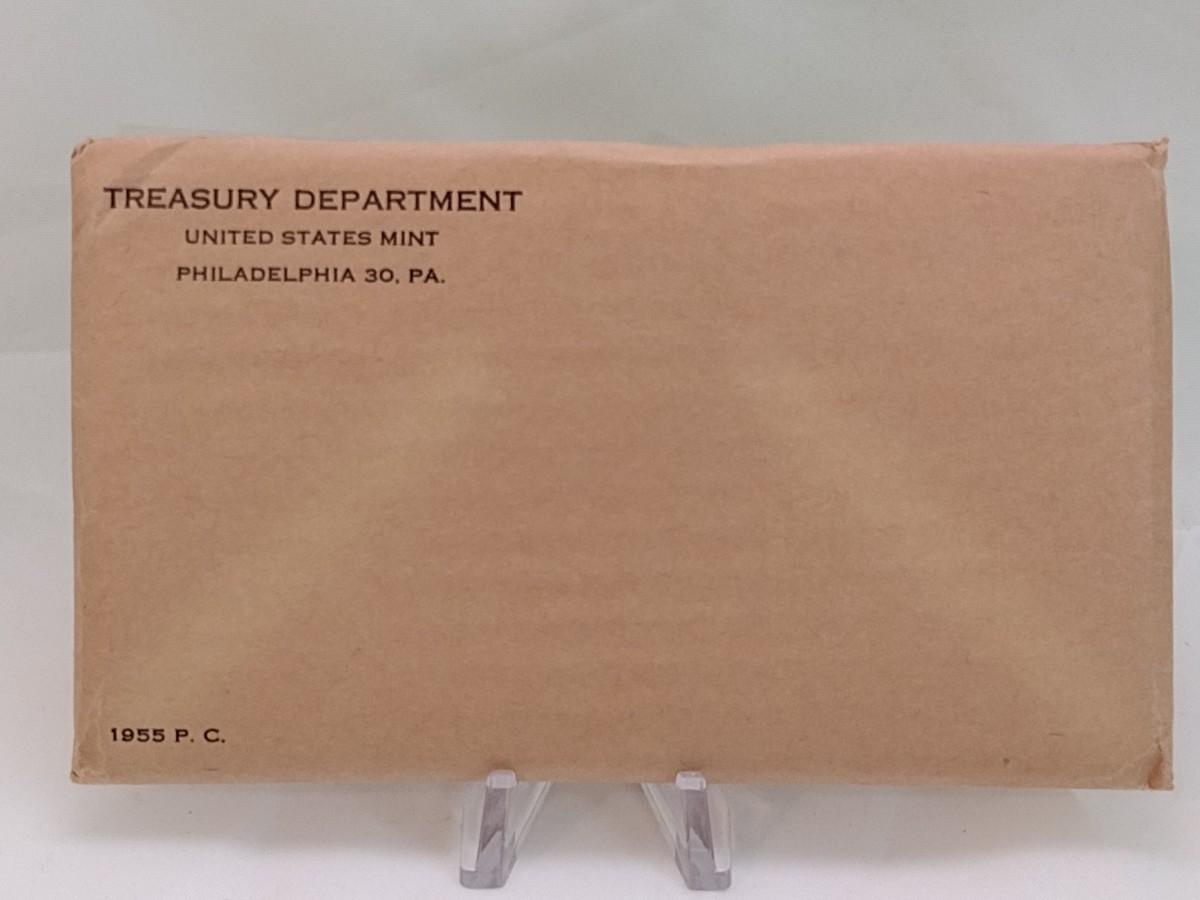 TREASURY DEPARTMENT
UNITED STATES MINT
PHILADELPHIA 30, PA.
1955 P. C.